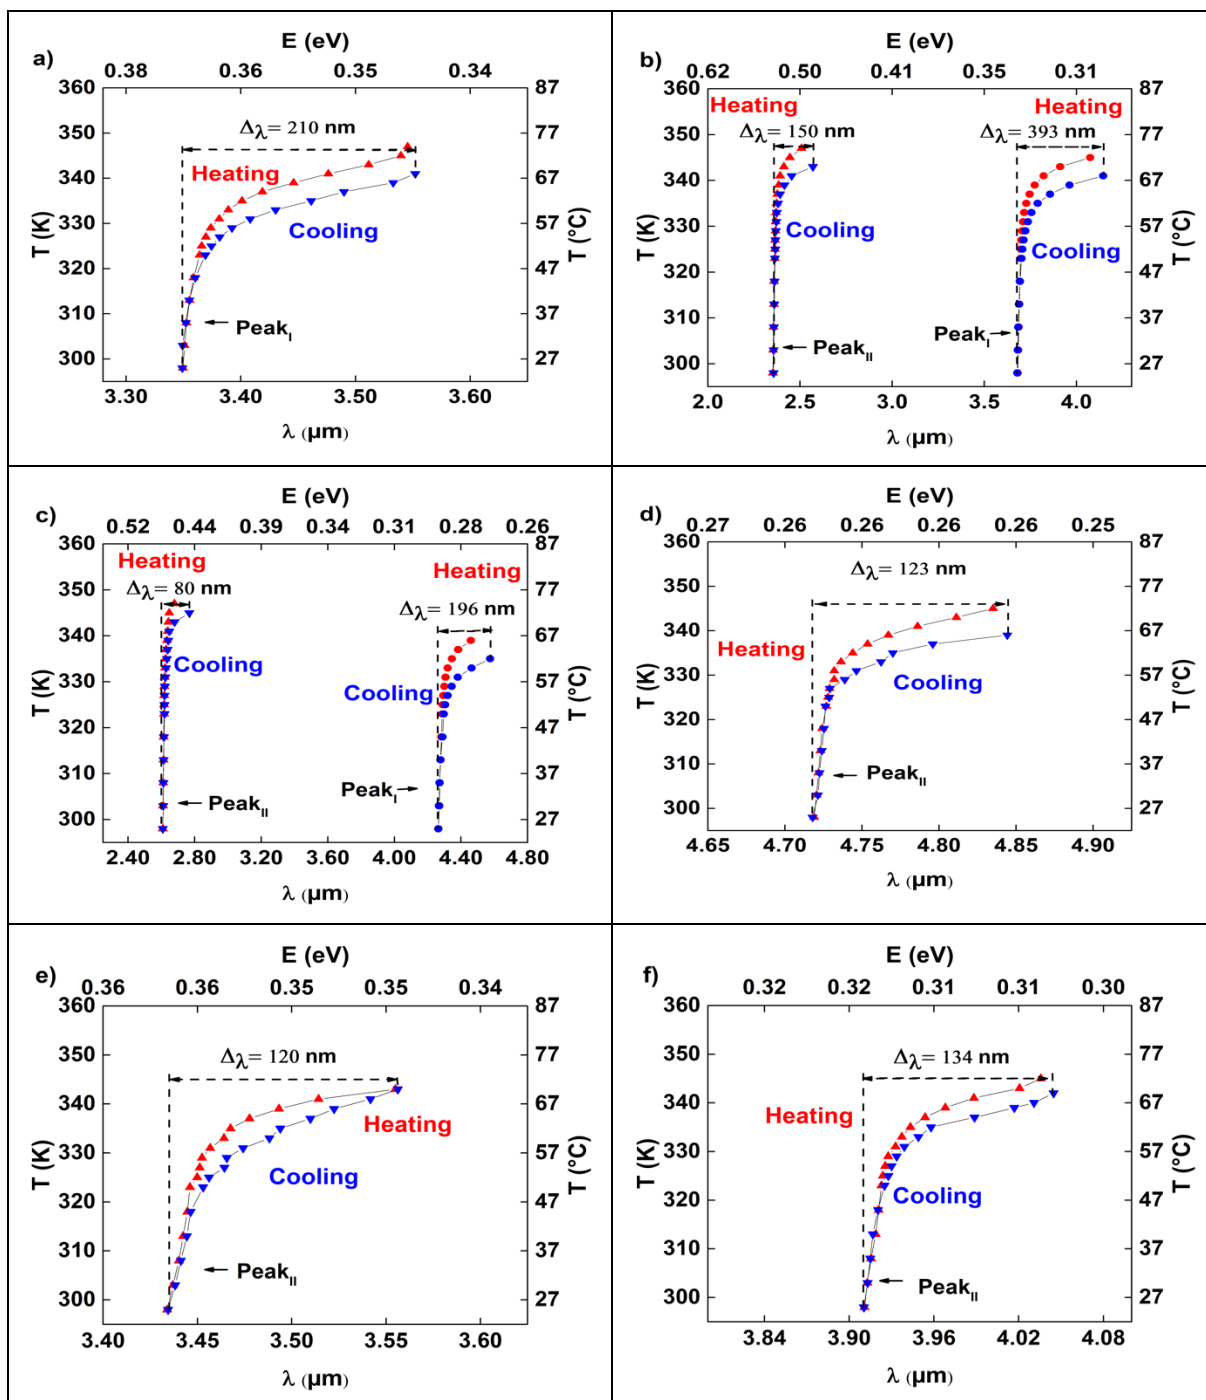 a)
E (eV)
0.38 0.36 0.35 0.34
360 87
Δλ= 210 nm
350 77
Heating
340 67
Cooling
330 57
T (K) T (°C)
320 47
310 37
PeakI
300 27
3.30 3.40 3.50 3.60
λ (μm)
b)
E (eV)
0.62 0.50 0.41 0.35 0.31
360 87
Heating Heating
Δλ= 150 nm Δλ= 393 nm
350 77
340 67
330 57
Cooling Cooling
T (K) T (°C)
320 47
310 37
PeakII PeakI
300 27
2.0 2.5 3.0 3.5 4.0
λ (μm)
c)
E (eV)
0.52 0.44 0.39 0.34 0.31 0.28 0.26
360 87
Heating Heating
Δλ= 80 nm Δλ= 196 nm
350 77
340 67
Cooling Cooling
330 57
T (K) T (°C)
320 47
310 37
PeakII PeakI
300 27
2.40 2.80 3.20 3.60 4.00 4.40 4.80
λ (μm)
d)
E (eV)
0.27 0.26 0.26 0.26 0.26 0.25
360 87
Δλ= 123 nm
350 77
340 67
Heating
Cooling
330 57
T (K) T (°C)
320 47
310 37
PeakII
300 27
4.65 4.70 4.75 4.80 4.85 4.90
λ (μm)
e)
E (eV)
0.36 0.36 0.35 0.35 0.34
360 87
Δλ= 120 nm
350 77
340 67
Heating
330 57
Cooling
T (K) T (°C)
320 47
310 37
PeakII
300 27
3.40 3.45 3.50 3.55 3.60
λ (μm)
f)
E (eV)
0.32 0.32 0.31 0.31 0.30
360 87
Δλ= 134 nm
350 77
340 67
Heating
330 57
Cooling
T (K) T (°C)
320 47
310 37
PeakII
300 27
3.84 3.90 3.96 4.02 4.08
λ (μm)